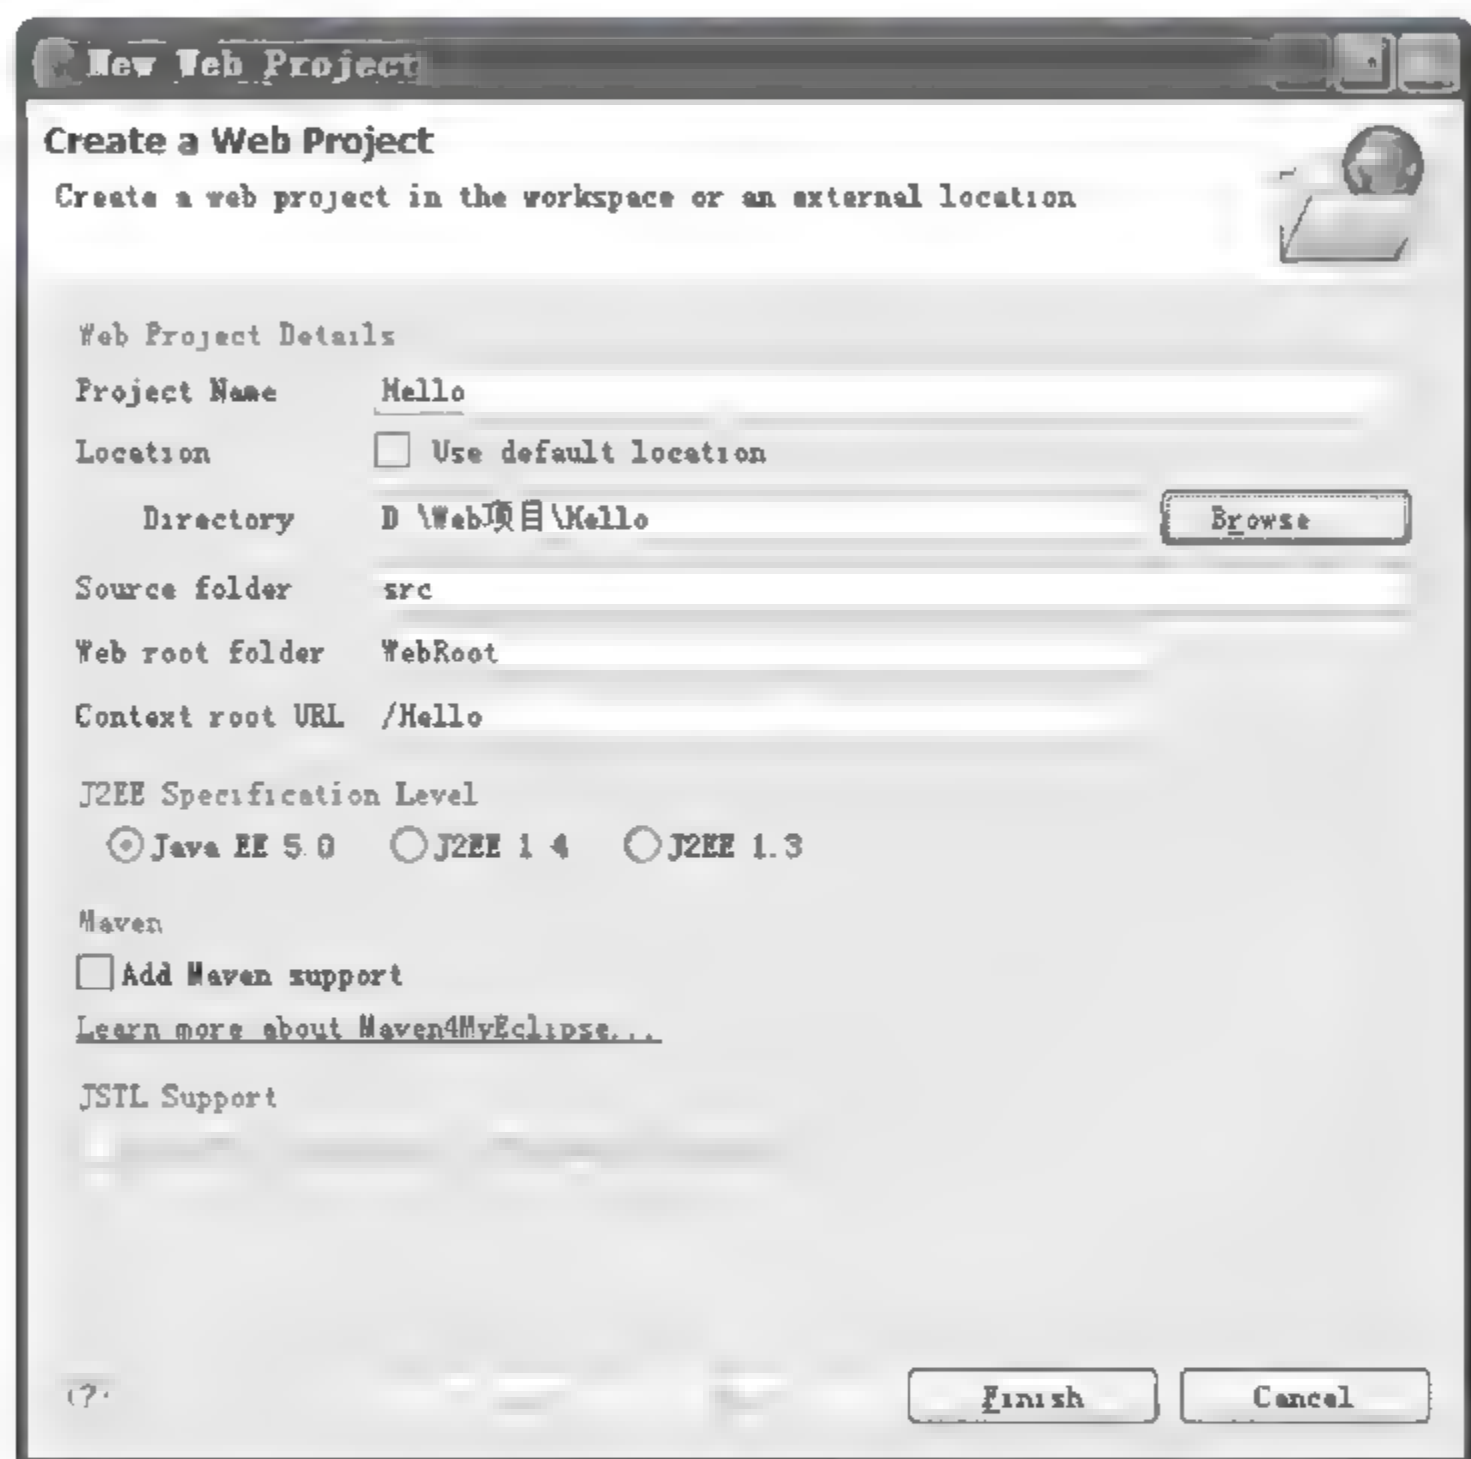 New Web Project
Create a Web Project
Create a web project in the workspace or an external location
Web Project Details
Project Name Hello
Location Use default location
Directory D \Web项目\Hello Browse
Source folder src
Web root folder WebRoot
Context root URL /Hello
J2EE Specification Level
Java EE 5.0 J2EE 1.4 J2EE 1.3
Maven
Add Maven support
Learn more about Maven4MyEclipse...
JSTL Support
? Finish Cancel